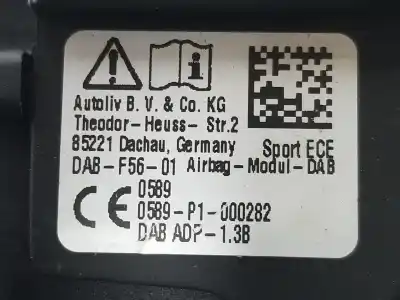 Autoliv B. V. & Co. KG
Theodor-Heuss-Str.2
85221 Dachau, Germany Sport ECE
DAB-F56-01 Airbag-Modul-DAB
CE 0589
0589-P1-000282
DAB ADP-1.3B